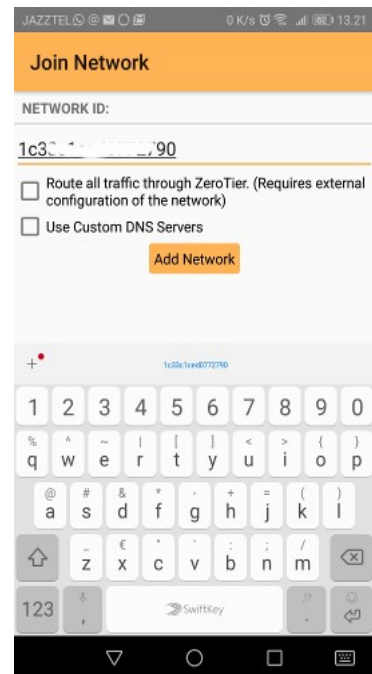 JAZZTEL 0 K/s 62 13.21
Join Network
NETWORK ID:
Route all traffic through ZeroTier. (Requires external
configuration of the network)
Use Custom DNS Servers
Add Network
+
1 2 3 4 5 6 7 8 9 0
% ^ ~ | [ ] < > { }
q w e r t y u i o p
@ # & * - + = ( )
a s d f g h j k l
_ € " ' : ; /
z x c v b n m
123 , SwiftKey .